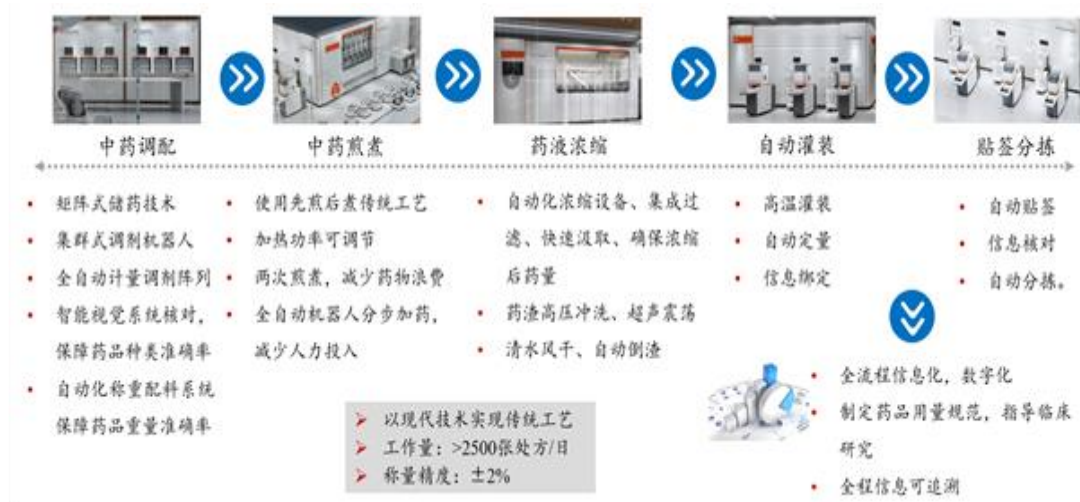 中药调配
中药煎煮
药液浓缩
自动灌装
贴签分拣
矩阵式储药技术
集群式调剂机器人
全自动计量调剂阵列
智能视觉系统核对，
保障药品种类准确率
自动化称重配料系统
保障药品重量准确率
使用先煎后煮传统工艺
加热功率可调节
两次煎煮，减少药物浪费
全自动机器人分步加药，
减少人力投入
自动化浓缩设备、集成过
滤、快速汲取、确保浓缩
后药量
药渣高压冲洗、超声震荡
清水风干、自动倒渣
高温灌装
自动定量
信息绑定
自动贴签
信息核对
自动分拣。
全流程信息化，数字化
制定药品用量规范，指导临床
研究
全程信息可追溯
以现代技术实现传统工艺
工作量：>2500张处方/日
称量精度：±2%